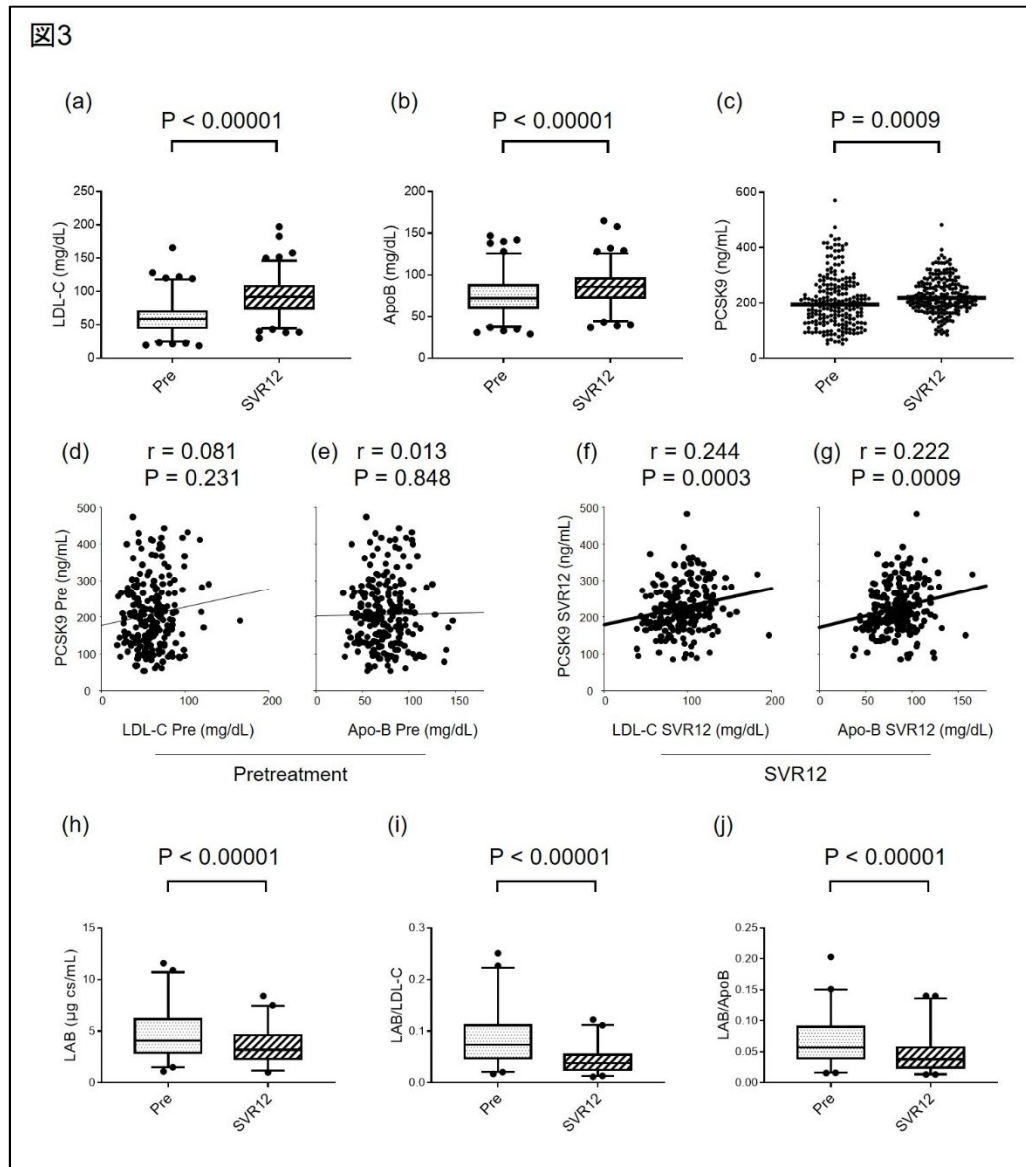 図3
(a)
P < 0.00001
LDL-C (mg/dL)
250
200
150
100
50
0
Pre
SVR12
(b)
P < 0.00001
ApoB (mg/dL)
200
150
100
50
0
Pre
SVR12
(c)
P = 0.0009
PCSK9 (ng/mL)
600
400
200
0
Pre
SVR12
(d)
r = 0.081
P = 0.231
PCSK9 Pre (ng/mL)
500
400
300
200
100
0
0
100
200
LDL-C Pre (mg/dL)
(e)
r = 0.013
P = 0.848
0
50
100
150
Apo-B Pre (mg/dL)
Pretreatment
(f)
r = 0.244
P = 0.0003
PCSK9 SVR12 (ng/mL)
500
400
300
200
100
0
0
100
200
LDL-C SVR12 (mg/dL)
(g)
r = 0.222
P = 0.0009
0
50
100
150
Apo-B SVR12 (mg/dL)
SVR12
(h)
P < 0.00001
LAB (μg cs/mL)
15
10
5
0
Pre
SVR12
(i)
P < 0.00001
LAB/LDL-C
0.3
0.2
0.1
0.0
Pre
SVR12
(j)
P < 0.00001
LAB/ApoB
0.25
0.20
0.15
0.10
0.05
0.00
Pre
SVR12